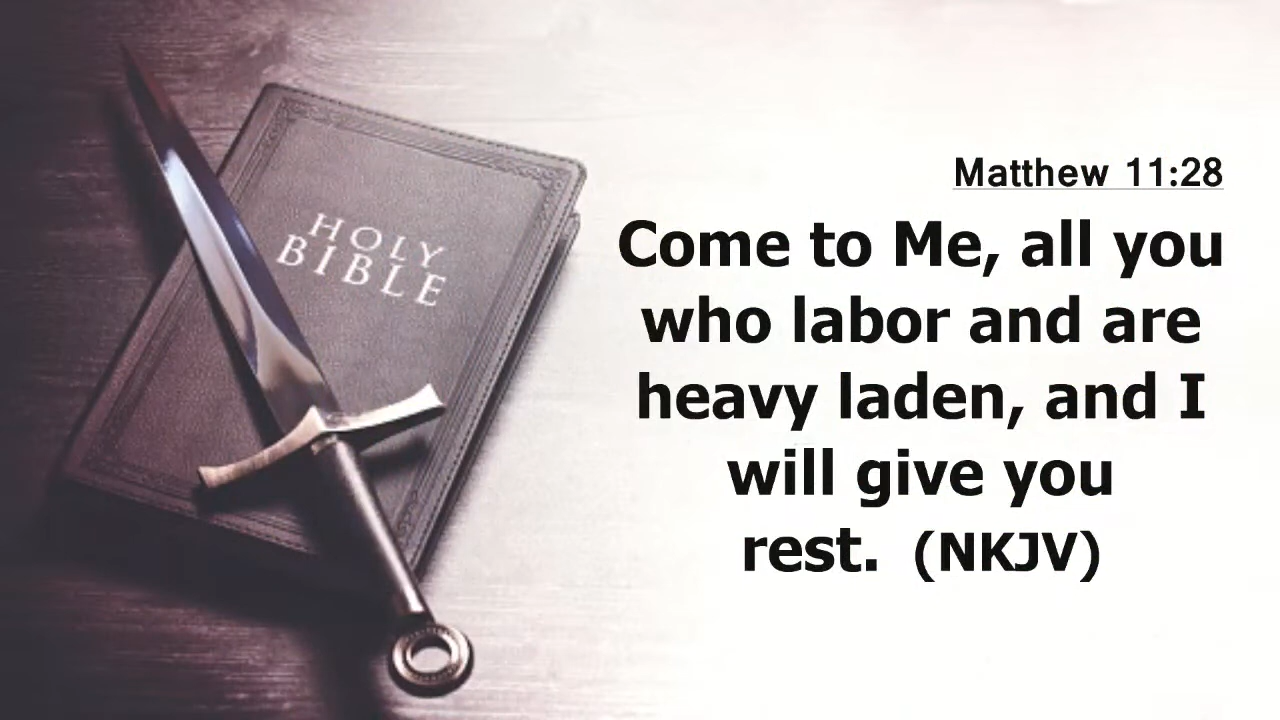 HOLY
BIBLE
Matthew 11:28
Come to Me, all you
who labor and are
heavy laden, and I
will give you
rest. (NKJV)